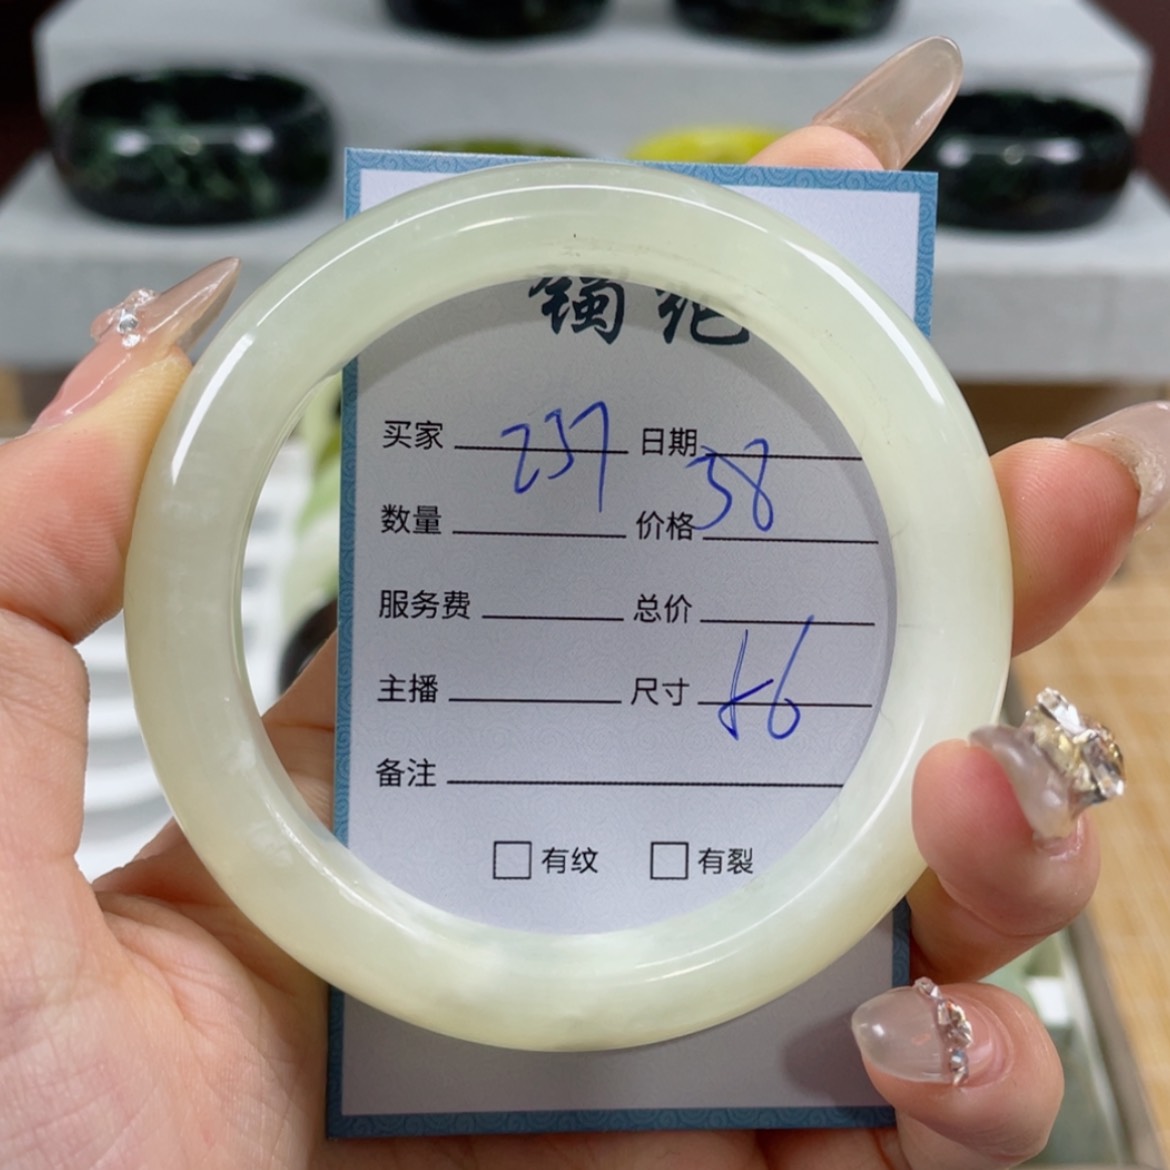 镯
买家 237 日期
数量 价格 58
服务费 总价
主播 尺寸 56
备注
□ 有纹 □ 有裂